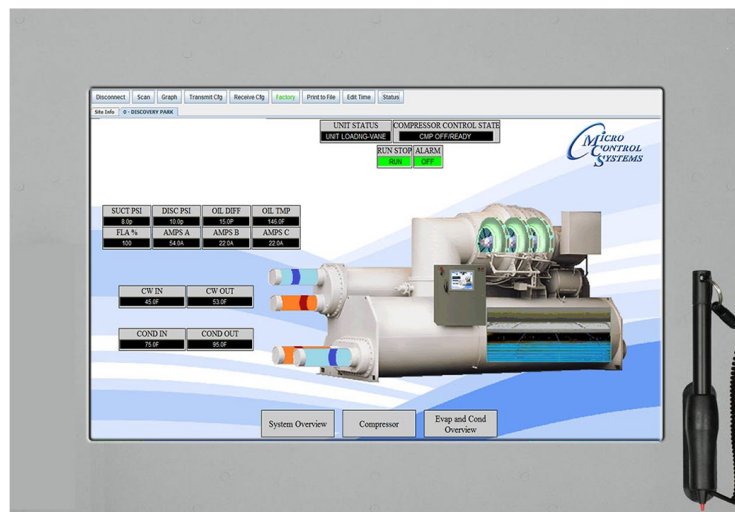 Disconnect Scan Graph Transmit Cfg Receive Cfg Factory Print to File Edit Time Status
Site Info 0 - DISCOVERY PARK
UNIT STATUS COMPRESSOR CONTROL STATE
UNIT LOADNG-VANE CMP OFF/READY
RUN STOP ALARM
RUN OFF
MICRO
CONTROL
SYSTEMS
SUCT PSI DISC PSI OIL DIFF OIL TMP
8.0p 10.0p 15.0P 146.0F
FLA % AMPS A AMPS B AMPS C
100 54.0A 22.0A 22.0A
CW IN CW OUT
45.0F 53.0F
COND IN COND OUT
75.0F 95.0F
System Overview Compressor Evap and Cond
Overview